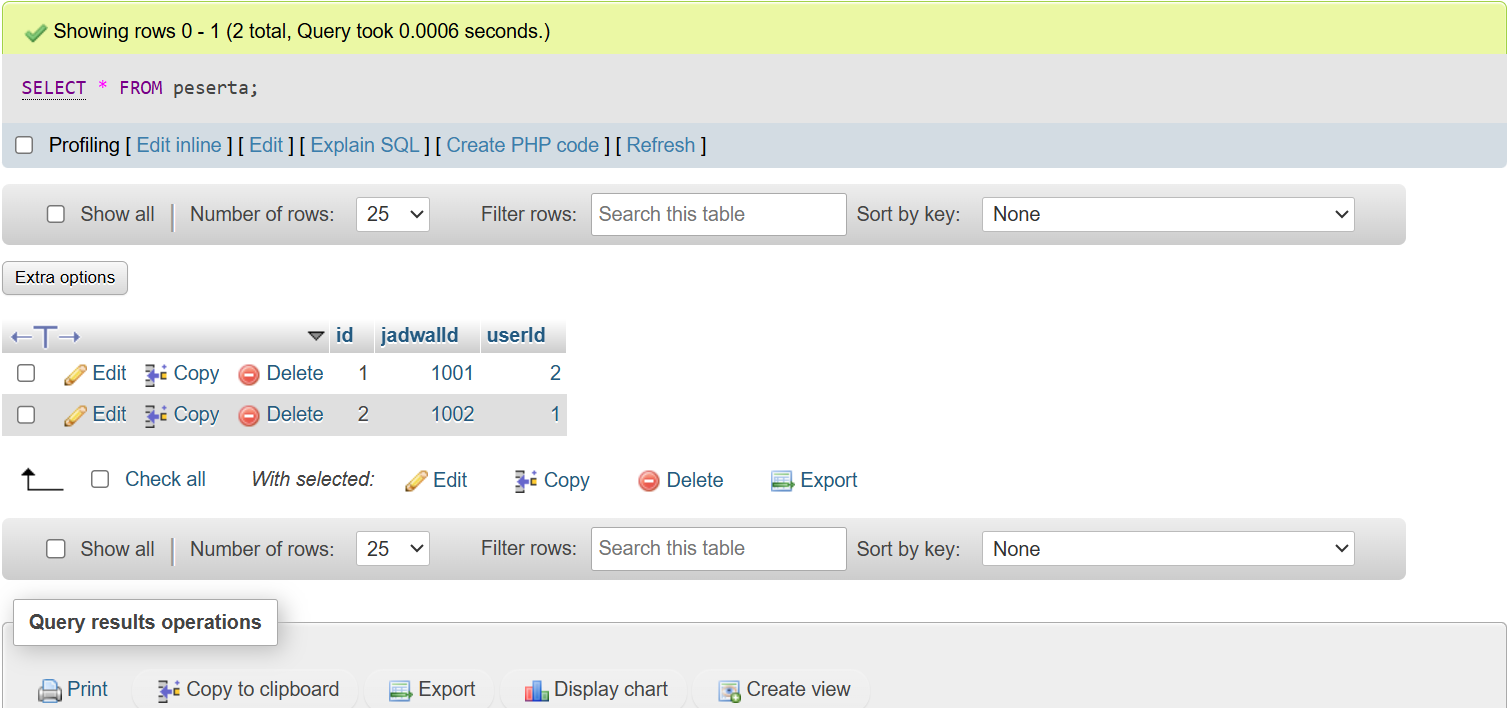 Showing rows 0 - 1 (2 total, Query took 0.0006 seconds.)
SELECT * FROM peserta;
Profiling [ Edit inline ] [ Edit ] [ Explain SQL ] [ Create PHP code ] [ Refresh ]
Show all Number of rows: 25 Filter rows: Search this table Sort by key: None
Extra options
id jadwalId userId
Edit Copy Delete 1 1001 2
Edit Copy Delete 2 1002 1
Check all With selected: Edit Copy Delete Export
Show all Number of rows: 25 Filter rows: Search this table Sort by key: None
Query results operations
Print Copy to clipboard Export Display chart Create view